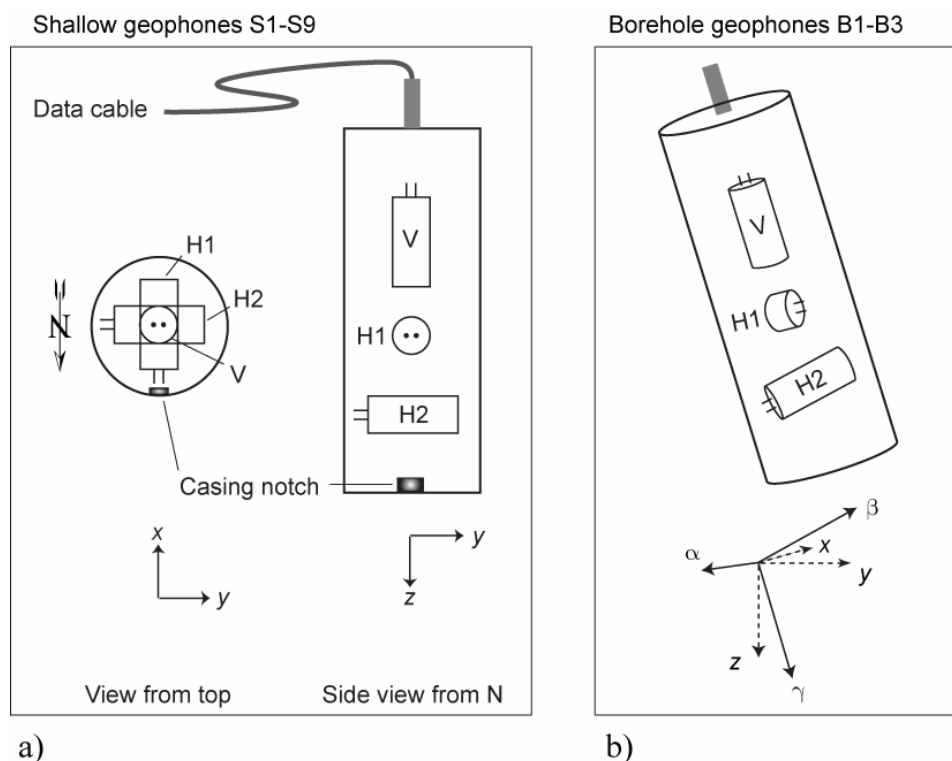 Shallow geophones S1-S9
Borehole geophones B1-B3
Data cable
H1
H2
V
N
V
H1
H2
Casing notch
x
y
y
z
View from top
Side view from N
V
H1
H2
β
α
x
y
z
γ
a)
b)